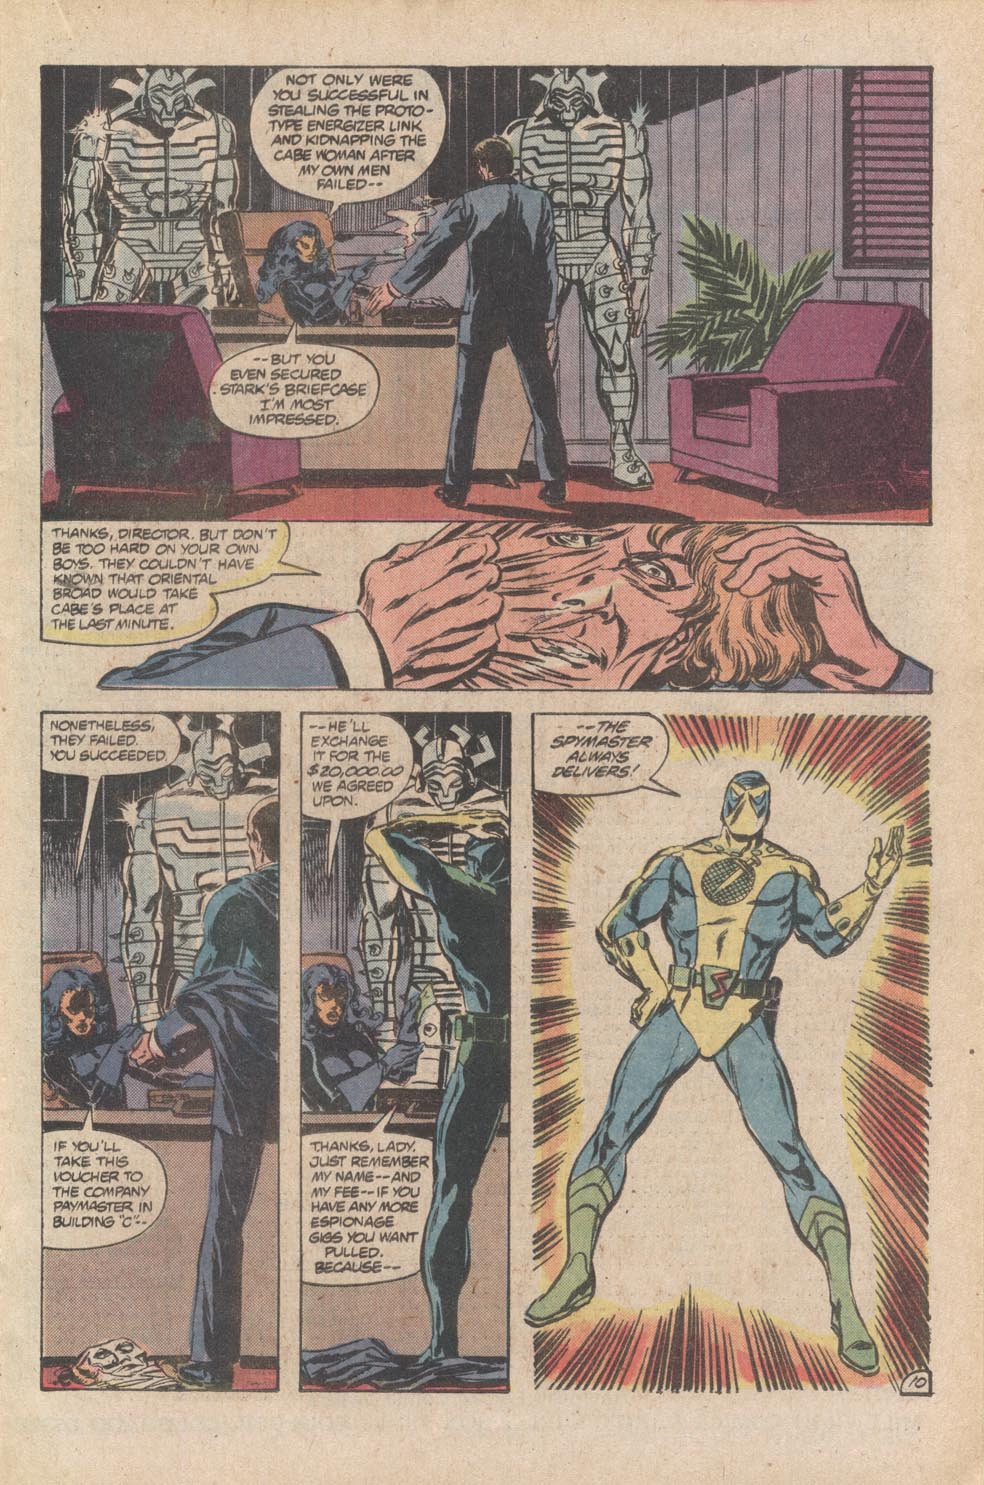 NOT ONLY WERE
YOU SUCCESSFUL IN
STEALING THE PROTO-
TYPE ENERGIZER LINK
AND KIDNAPPING THE
CABE WOMAN AFTER
MY OWN MEN
FAILED--
--BUT YOU
EVEN SECURED
STARK'S BRIEFCASE
I'M MOST
IMPRESSED.
THANKS, DIRECTOR. BUT DON'T
BE TOO HARD ON YOUR OWN
BOYS. THEY COULDN'T HAVE
KNOWN THAT ORIENTAL
BROAD WOULD TAKE
CABE'S PLACE AT
THE LAST MINUTE.
NONETHELESS,
THEY FAILED.
YOU SUCCEEDED.
IF YOU'LL
TAKE THIS
VOUCHER TO
THE COMPANY
PAYMASTER IN
BUILDING "C"--
--HE'LL
EXCHANGE
IT FOR THE
$20,000.00
WE AGREED
UPON.
THANKS, LADY.
JUST REMEMBER
MY NAME--AND
MY FEE--IF YOU
HAVE ANY MORE
ESPIONAGE
GIGS YOU WANT
PULLED.
BECAUSE--
--THE
SPYMASTER
ALWAYS
DELIVERS!
S
10